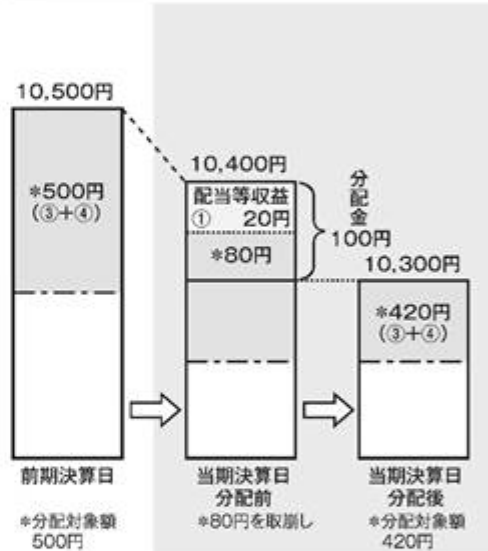 10,500円
*500円
(③+④)
前期決算日
*分配対象額
500円
10,400円
配当等収益
① 20円
*80円
分配金
100円
当期決算日
分配前
*80円を取崩し
10,300円
*420円
(③+④)
当期決算日
分配後
*分配対象額
420円